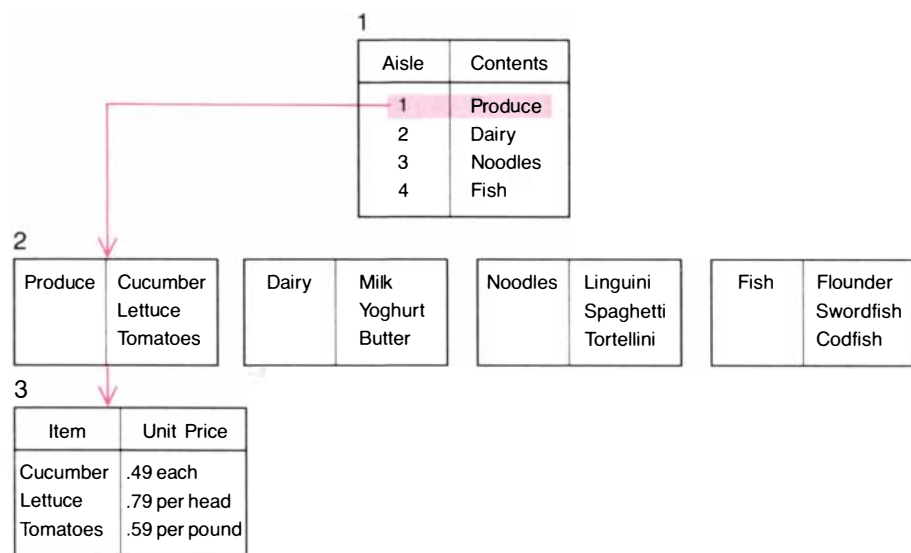 1
Aisle Contents
1 Produce
2 Dairy
3 Noodles
4 Fish
2
Produce Cucumber
Lettuce
Tomatoes
Dairy Milk
Yoghurt
Butter
Noodles Linguini
Spaghetti
Tortellini
Fish Flounder
Swordfish
Codfish
3
Item Unit Price
Cucumber .49 each
Lettuce .79 per head
Tomatoes .59 per pound